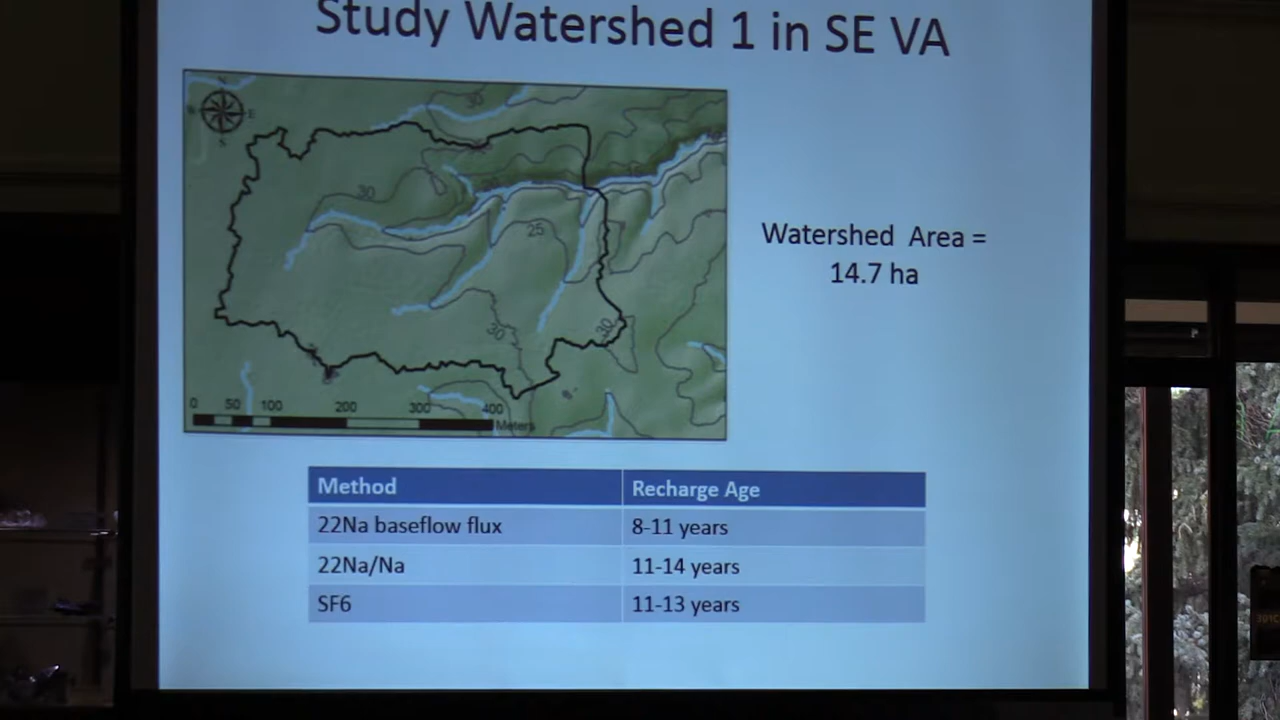 Study Watershed 1 in SE VA
N
E
S
30
30
25
30
30
0 50 100 200 300 400
Meters
Watershed Area =
14.7 ha
Method Recharge Age
22Na baseflow flux 8-11 years
22Na/Na 11-14 years
SF6 11-13 years